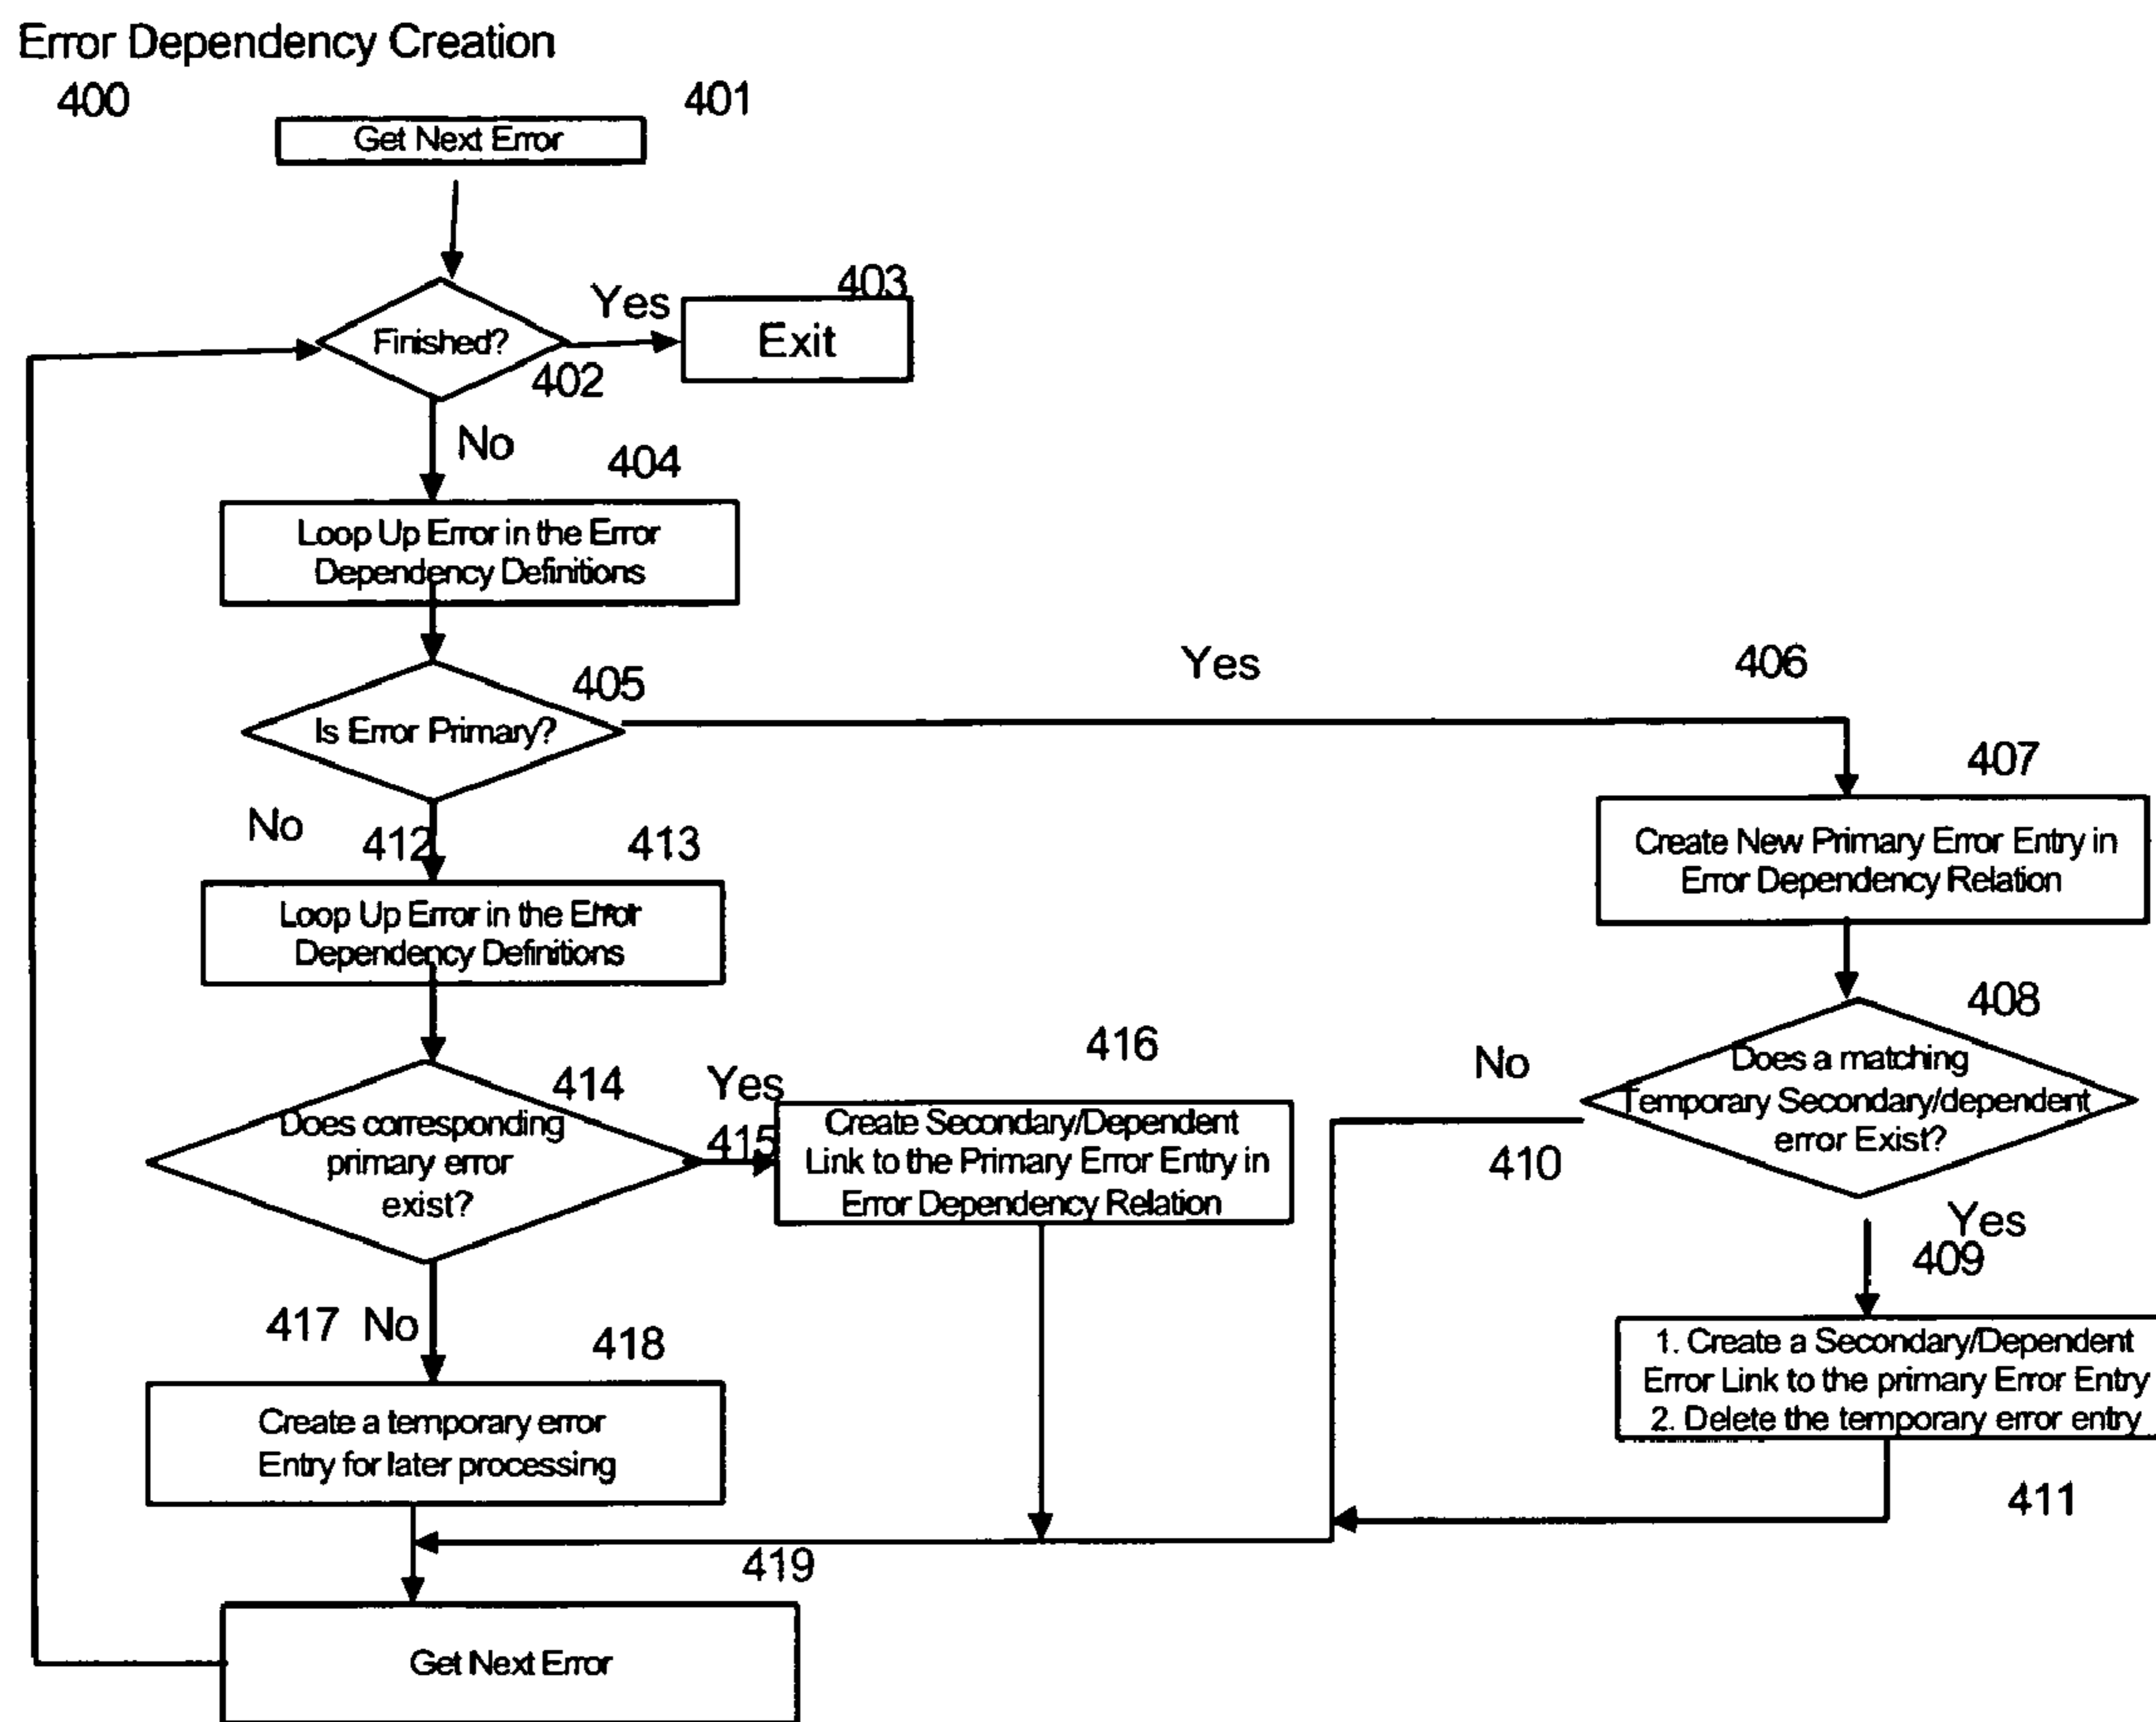 Error Dependency Creation
400
401
Get Next Error
403
Yes
Finished?
Exit
402
No
404
Loop Up Error in the Error
Dependency Definitions
Yes
406
405
Is Error Primary?
407
No
412
413
Create New Primary Error Entry in
Error Dependency Relation
Loop Up Error in the Error
Dependency Definitions
408
416
No
Does a matching
Temporary Secondary/dependent
error Exist?
414
Yes
Does corresponding
primary error
exist?
415
Create Secondary/Dependent
Link to the Primary Error Entry in
Error Dependency Relation
410
Yes
409
417 No
418
1. Create a Secondary/Dependent
Error Link to the primary Error Entry
2. Delete the temporary error entry
Create a temporary error
Entry for later processing
411
419
Get Next Error